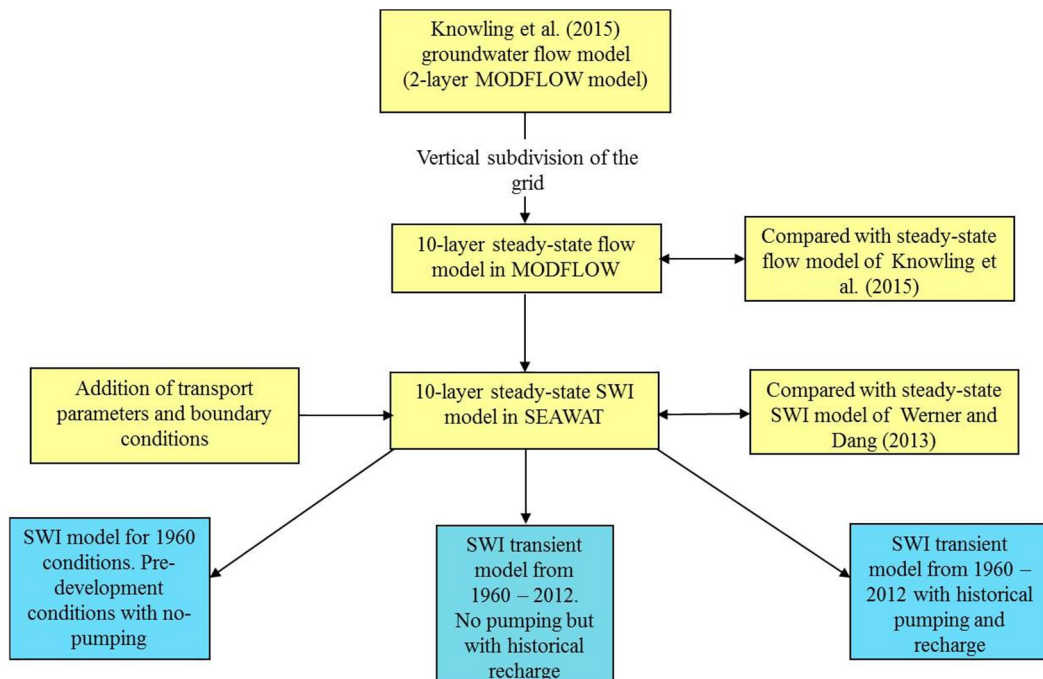 Knowling et al. (2015)
groundwater flow model
(2-layer MODFLOW model)
Vertical subdivision of the
grid
10-layer steady-state flow
model in MODFLOW
Compared with steady-state
flow model of Knowling et
al. (2015)
Addition of transport
parameters and boundary
conditions
10-layer steady-state SWI
model in SEAWAT
Compared with steady-state
SWI model of Werner and
Dang (2013)
SWI model for 1960
conditions. Pre-
development
conditions with no-
pumping
SWI transient
model from
1960 – 2012.
No pumping but
with historical
recharge
SWI transient
model from 1960 –
2012 with historical
pumping and
recharge